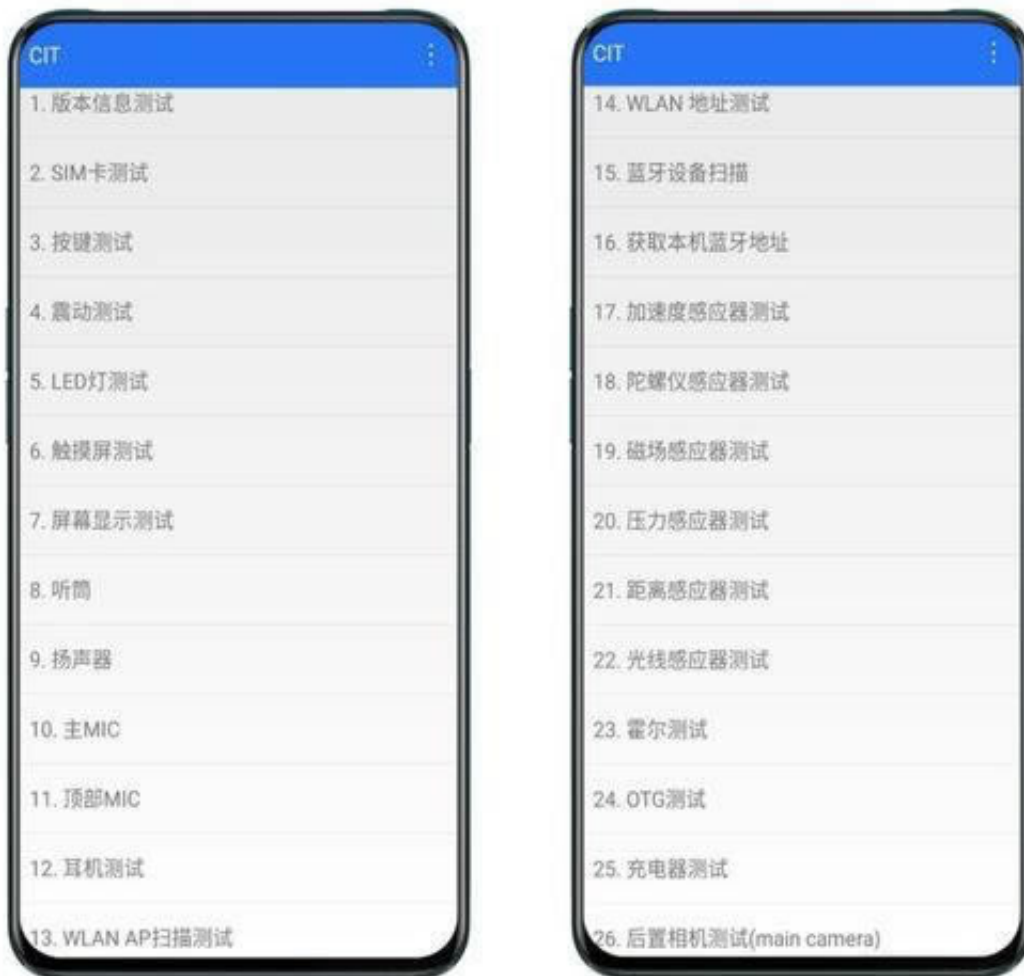 CIT
1. 版本信息测试
2. SIM卡测试
3. 按键测试
4. 震动测试
5. LED灯测试
6. 触摸屏测试
7. 屏幕显示测试
8. 听筒
9. 扬声器
10. 主MIC
11. 顶部MIC
12. 耳机测试
13. WLAN AP扫描测试
CIT
14. WLAN 地址测试
15. 蓝牙设备扫描
16. 获取本机蓝牙地址
17. 加速度感应器测试
18. 陀螺仪感应器测试
19. 磁场感应器测试
20. 压力感应器测试
21. 距离感应器测试
22. 光线感应器测试
23. 霍尔测试
24. OTG测试
25. 充电器测试
26. 后置相机测试(main camera)